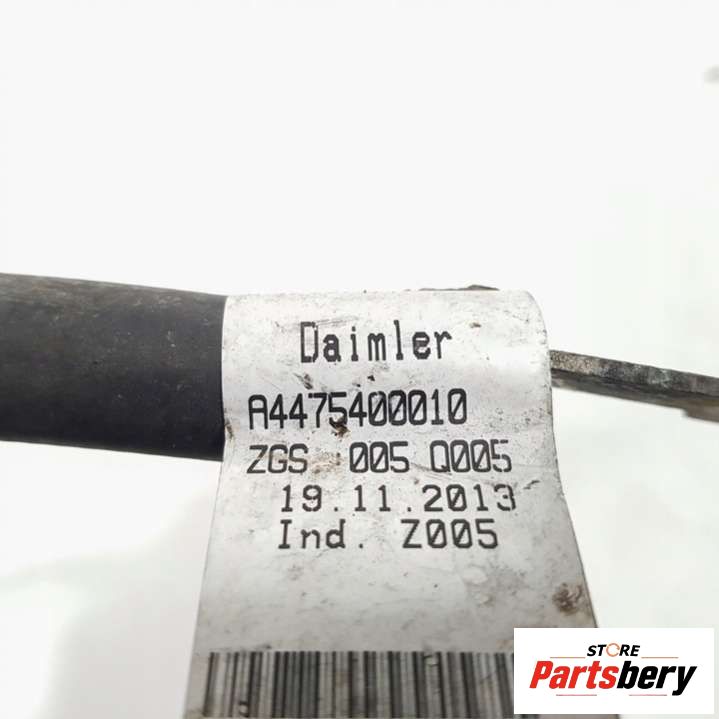 Daimler
A4475400010
ZGS 005 Q005
19.11.2013
Ind. Z005
STORE
Partsbery